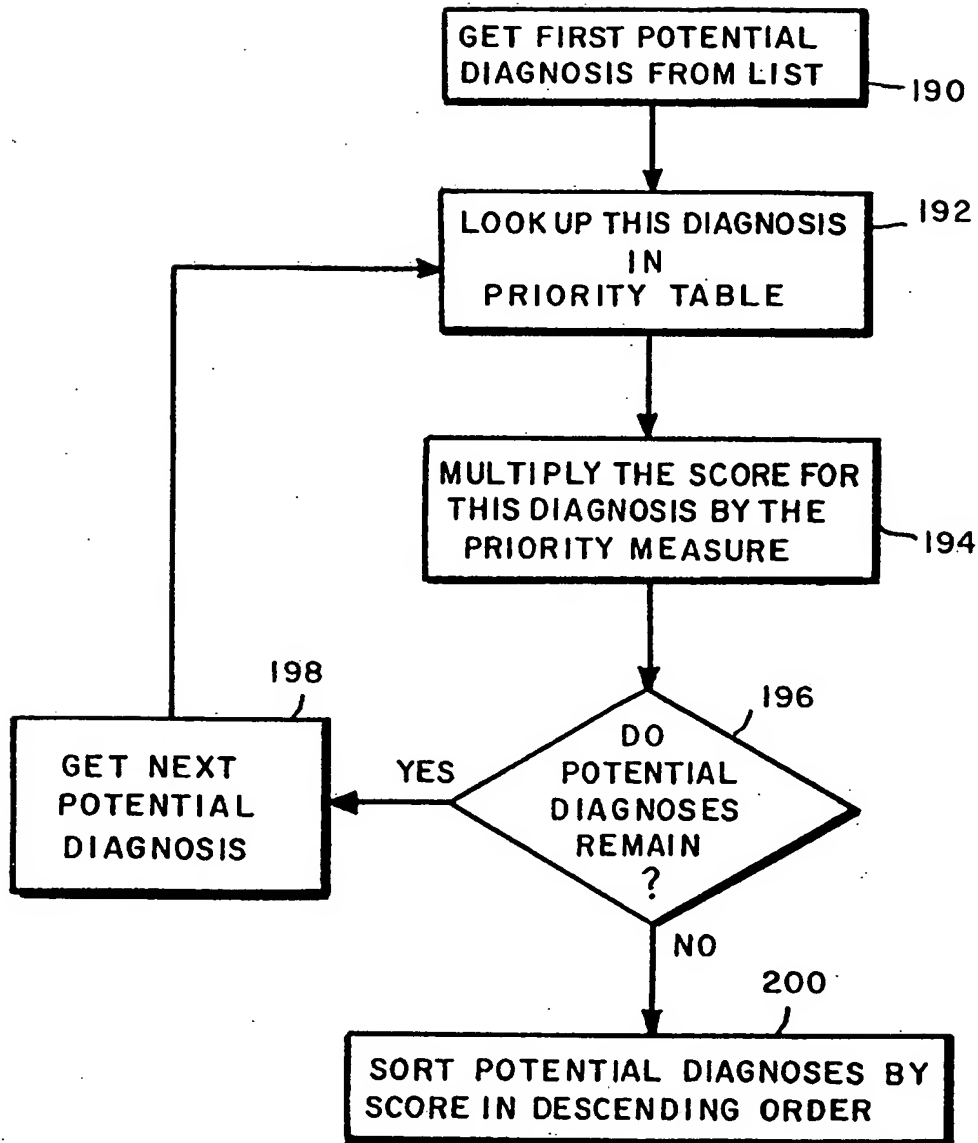 GET FIRST POTENTIAL
DIAGNOSIS FROM LIST
190
LOOK UP THIS DIAGNOSIS
IN
PRIORITY TABLE
192
MULTIPLY THE SCORE FOR
THIS DIAGNOSIS BY THE
PRIORITY MEASURE
194
198
GET NEXT
POTENTIAL
DIAGNOSIS
YES
196
DO
POTENTIAL
DIAGNOSES
REMAIN
?
NO
200
SORT POTENTIAL DIAGNOSES BY
SCORE IN DESCENDING ORDER